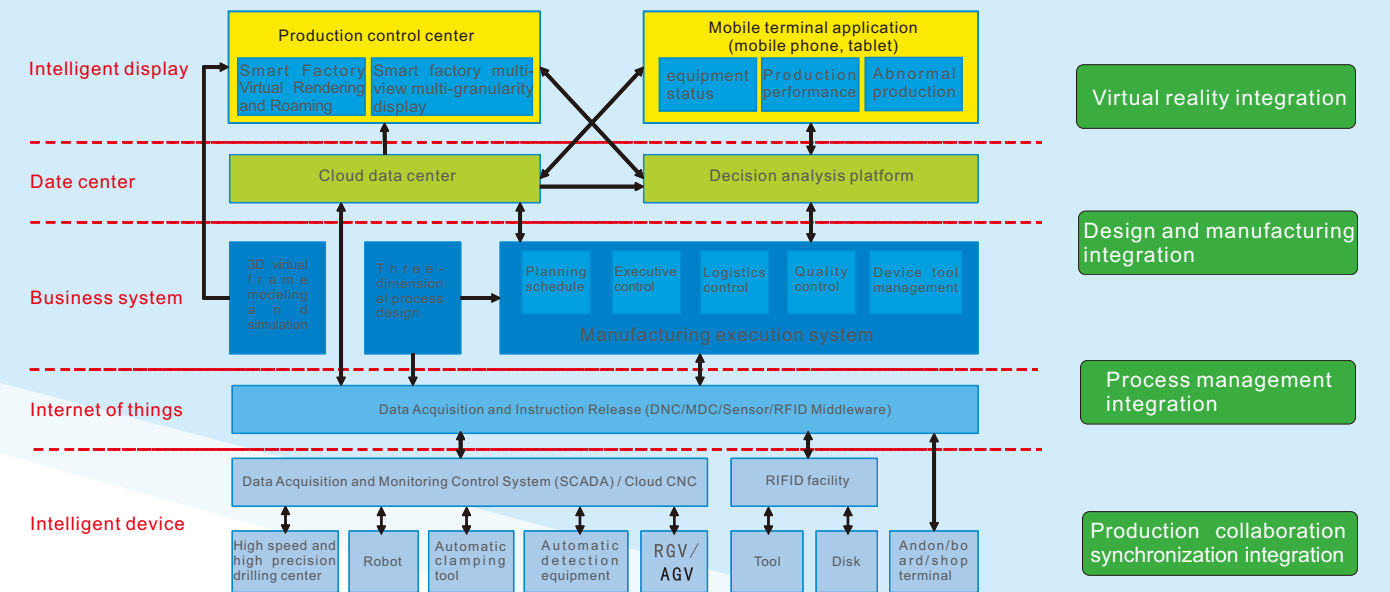 Intelligent display
Production control center
Smart Factory
Virtual Rendering
and Roaming
Smart factory multi-
view multi-granularity
display
Mobile terminal application
(mobile phone, tablet)
equipment
status
Production
performance
Abnormal
production
Virtual reality integration
Date center
Cloud data center
Decision analysis platform
Design and manufacturing
integration
Business system
3D virtual
frame
modeling
and
simulation
Three-
dimension
al process
design
Planning
schedule
Executive
control
Logistics
control
Quality
control
Device tool
management
Manufacturing execution system
Process management
integration
Internet of things
Data Acquisition and Instruction Release (DNC/MDC/Sensor/RFID Middleware)
Intelligent device
Data Acquisition and Monitoring Control System (SCADA) / Cloud CNC
RIFID facility
High speed and
high precision
drilling center
Robot
Automatic
clamping
tool
Automatic
detection
equipment
RGV/
AGV
Tool
Disk
Andon/bo
ard/shop
terminal
Production collaboration
synchronization integration